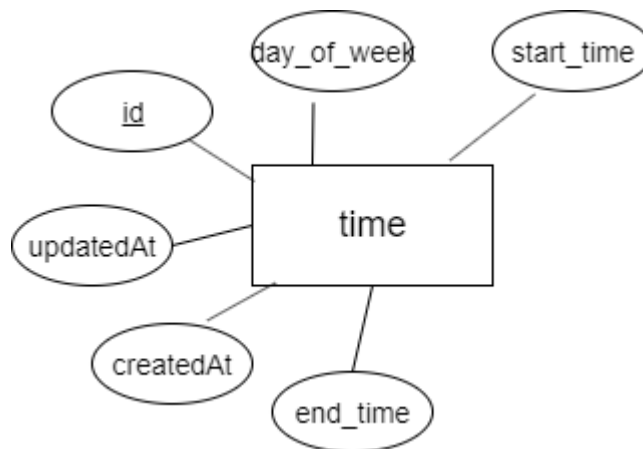 day_of_week
start_time
id
time
updatedAt
createdAt
end_time